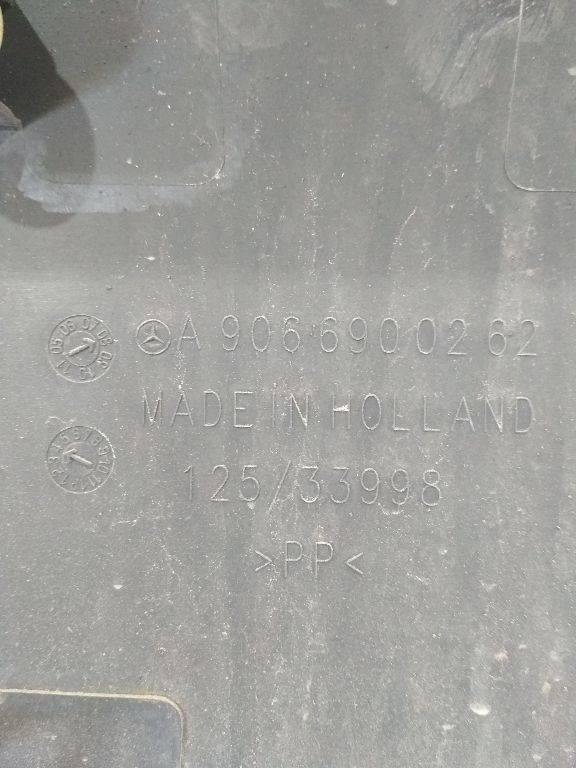 A 906 690 02 62
MADE IN HOLLAND
125/33998
>PP<